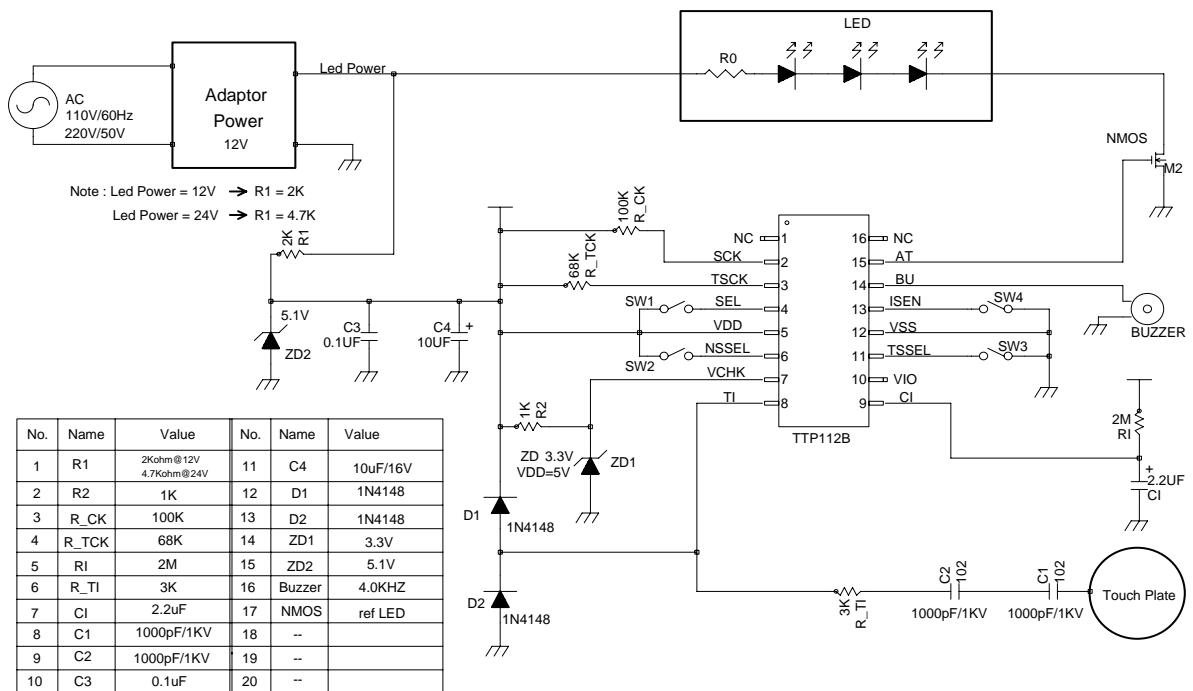 LED
R0
Led Power
AC
110V/60Hz
220V/50V
Adaptor
Power
12V
NMOS
M2
Note : Led Power = 12V → R1 = 2K
Led Power = 24V → R1 = 4.7K
2K
R1
100K
R_CK
68K
R_TCK
NC 1
SCK 2
TSCK 3
SW1 SEL 4
VDD 5
SW2 NSSEL 6
VCHK 7
TI 8
16 NC
15 AT
14 BU
13 ISEN SW4
12 VSS
11 TSSEL SW3
10 VIO
9 CI
TTP112B
BUZZER
5.1V
ZD2
C3
0.1UF
C4 +
10UF
2M
RI
+
2.2UF
CI
1K
R2
ZD 3.3V
VDD=5V
ZD1
D1
1N4148
D2
1N4148
3K
R_TI
C2
102
1000pF/1KV
C1
102
1000pF/1KV
Touch Plate
No. Name Value No. Name Value
1 R1 2Kohm@12V 4.7Kohm@24V 11 C4 10uF/16V
2 R2 1K 12 D1 1N4148
3 R_CK 100K 13 D2 1N4148
4 R_TCK 68K 14 ZD1 3.3V
5 RI 2M 15 ZD2 5.1V
6 R_TI 3K 16 Buzzer 4.0KHZ
7 CI 2.2uF 17 NMOS ref LED
8 C1 1000pF/1KV 18 --
9 C2 1000pF/1KV 19 --
10 C3 0.1uF 20 --